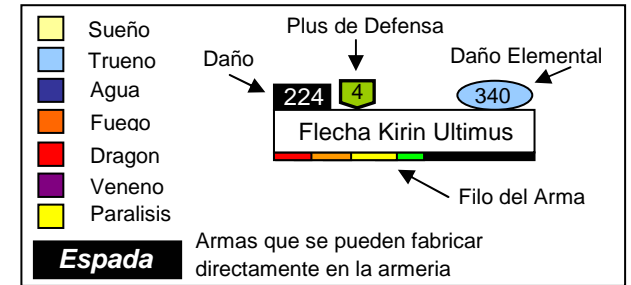 Sueño
Trueno
Agua
Fuego
Dragon
Veneno
Paralisis
Plus de Defensa
Daño
Daño Elemental
224
4
340
Flecha Kirin Ultimus
Filo del Arma
Espada
Armas que se pueden fabricar
directamente en la armeria